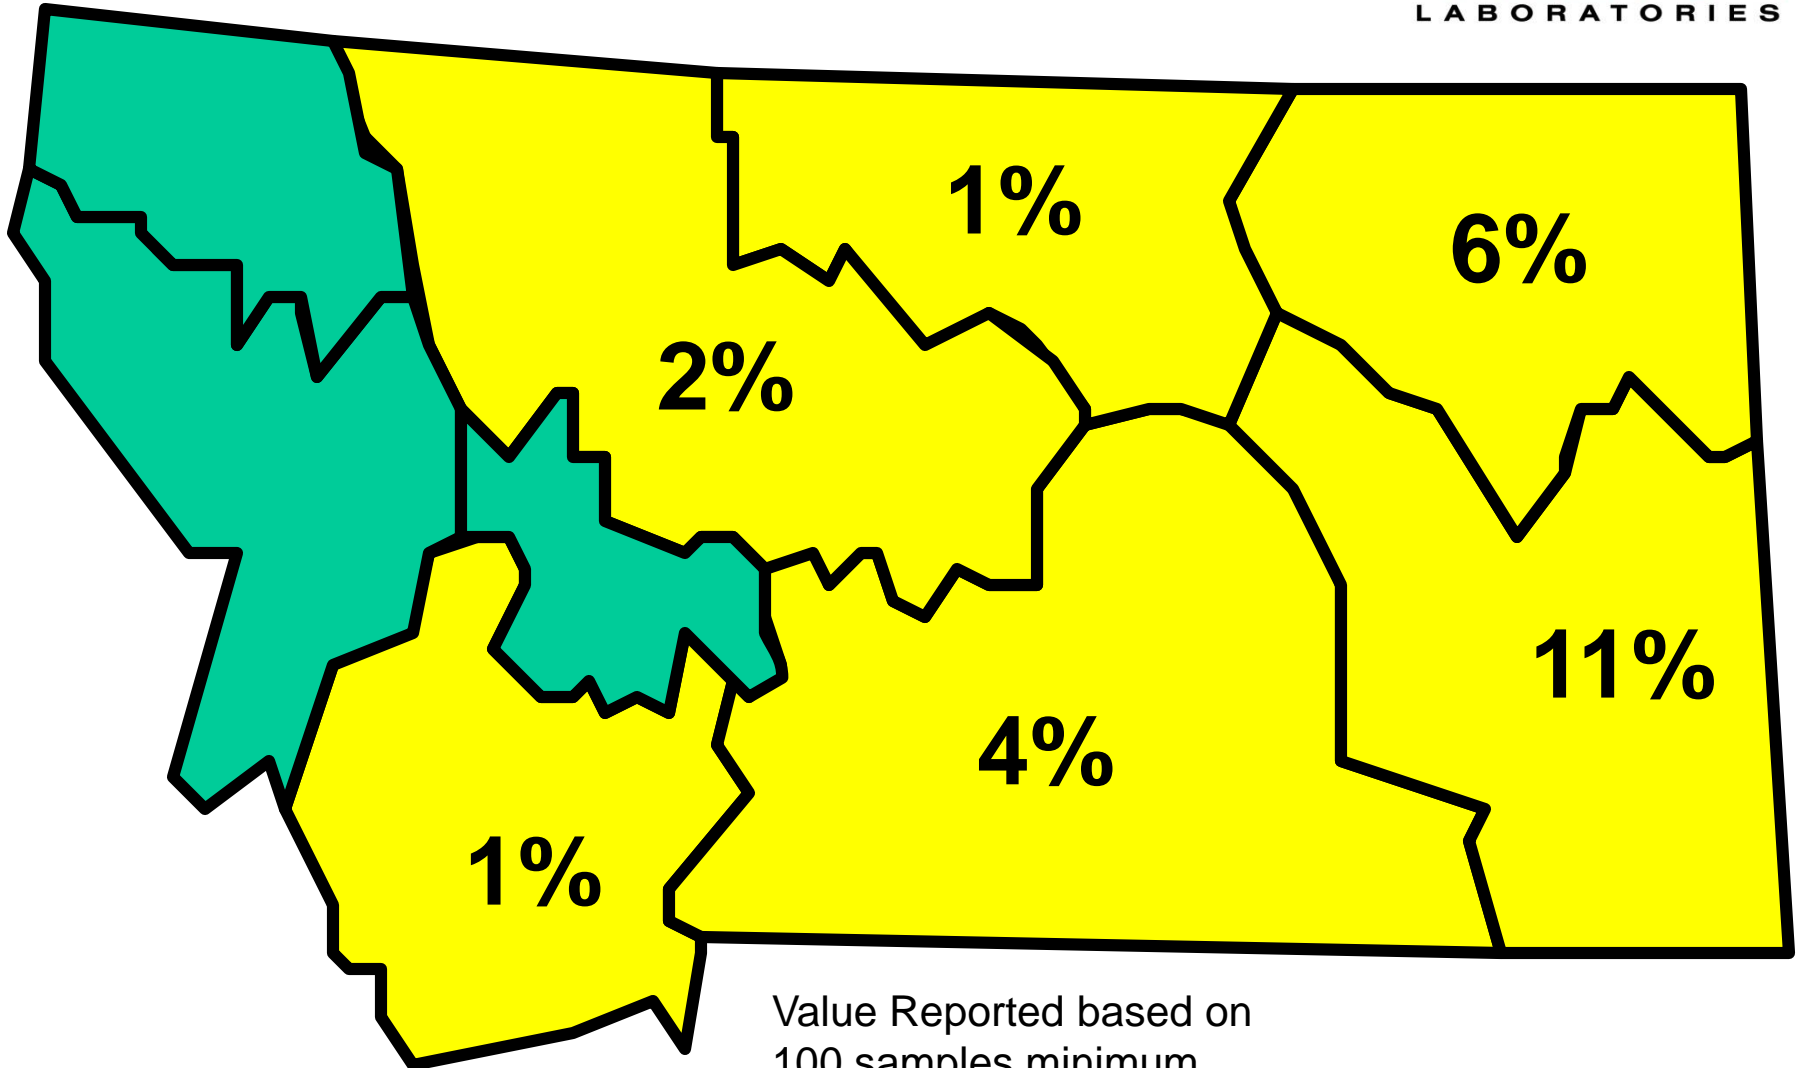 LABORATORIES
1%
6%
2%
11%
4%
1%
Value Reported based on
100 samples minimum